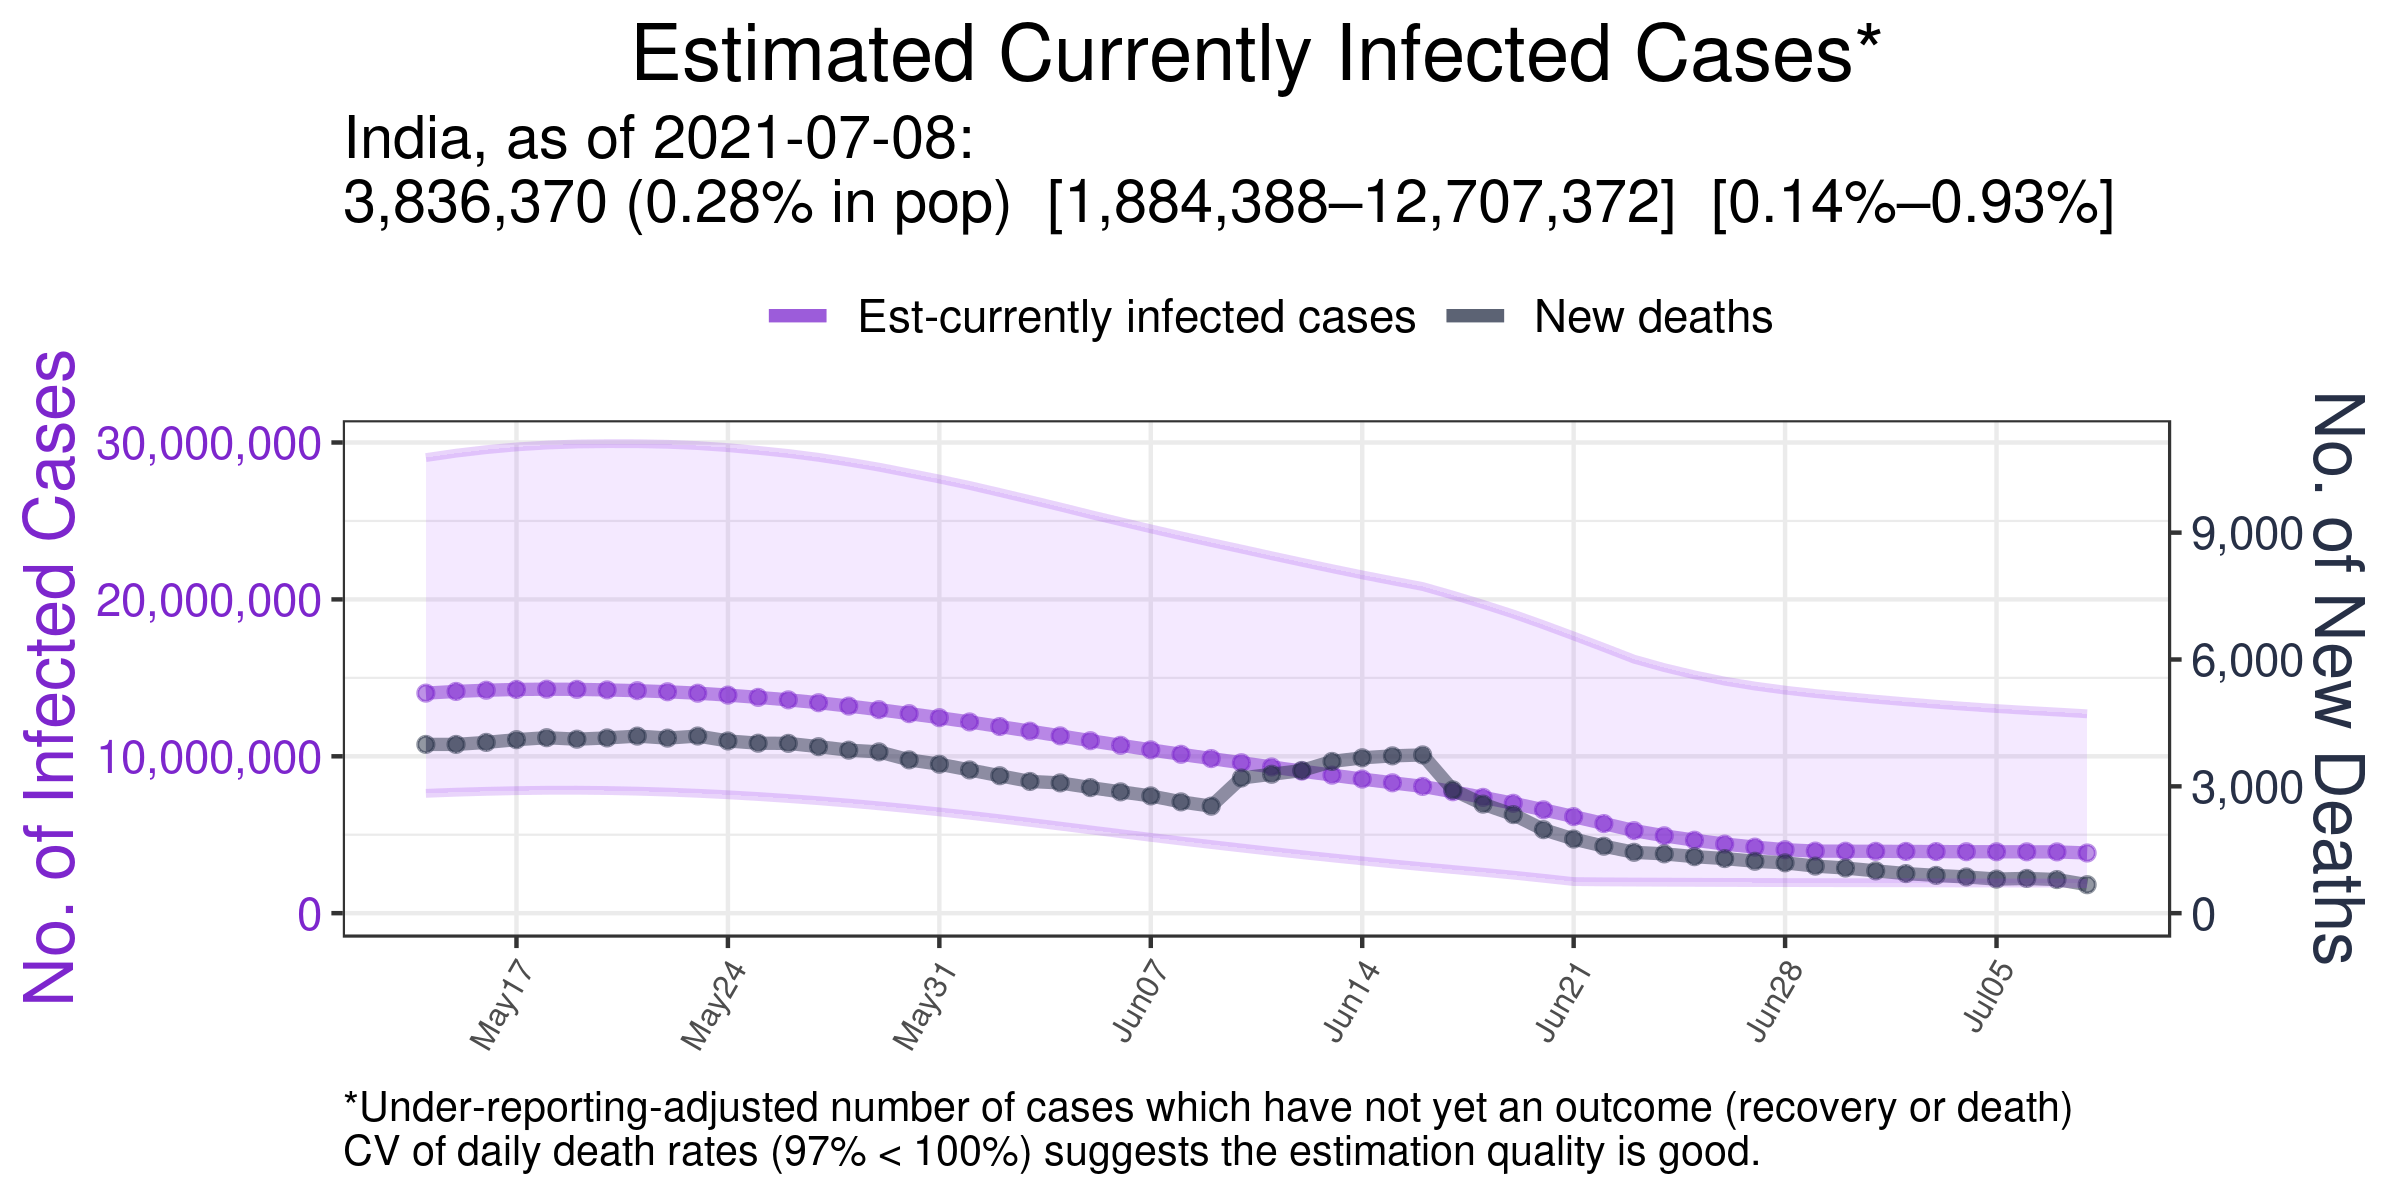 Estimated Currently Infected Cases*
India, as of 2021-07-08:
3,836,370 (0.28% in pop) [1,884,388–12,707,372] [0.14%–0.93%]
Est-currently infected cases
New deaths
No. of Infected Cases
30,000,000
20,000,000
10,000,000
0
No. of New Deaths
9,000
6,000
3,000
0
May17
May24
May31
Jun07
Jun14
Jun21
Jun28
Jul05
*Under-reporting-adjusted number of cases which have not yet an outcome (recovery or death)
CV of daily death rates (97% < 100%) suggests the estimation quality is good.